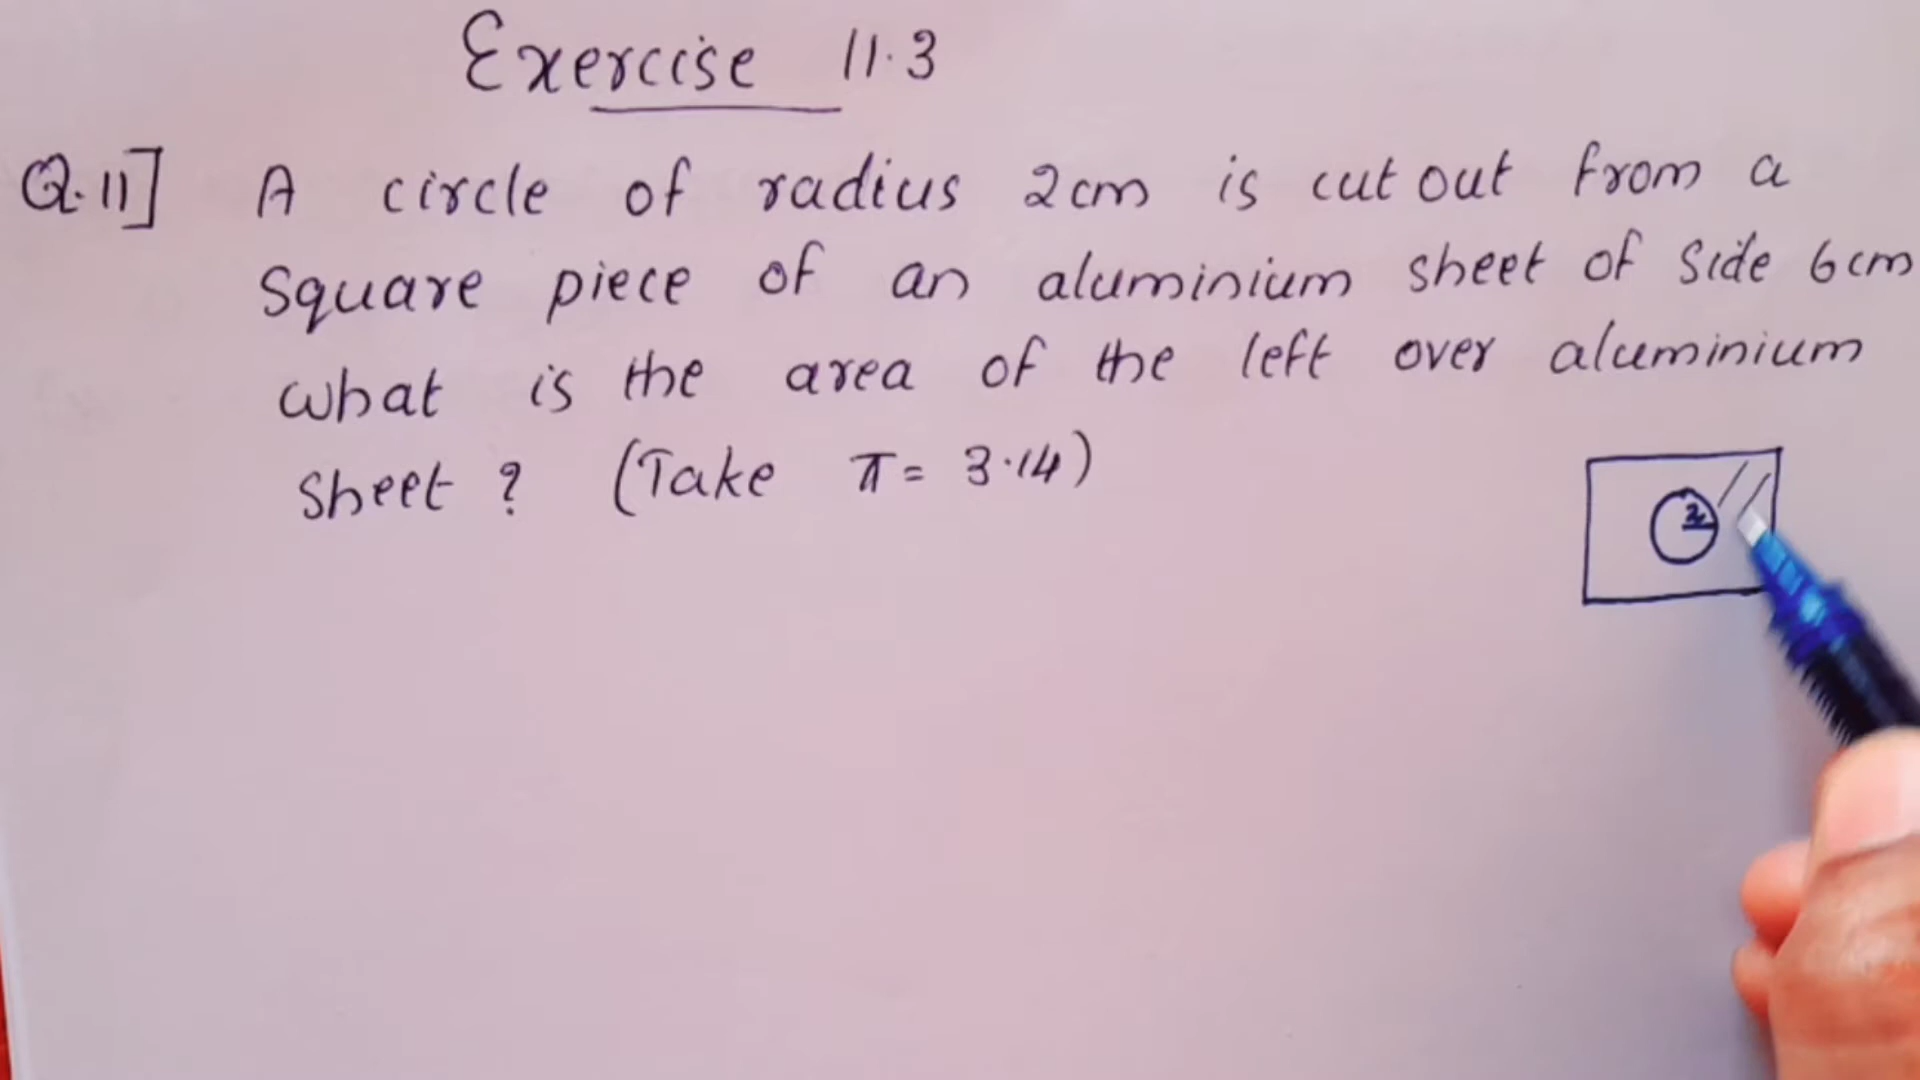 Exercise 11.3
Q.11] A circle of radius 2cm is cut out from a
square piece of an aluminium sheet of side 6cm
what is the area of the left over aluminium
sheet ? (Take π = 3.14)
2